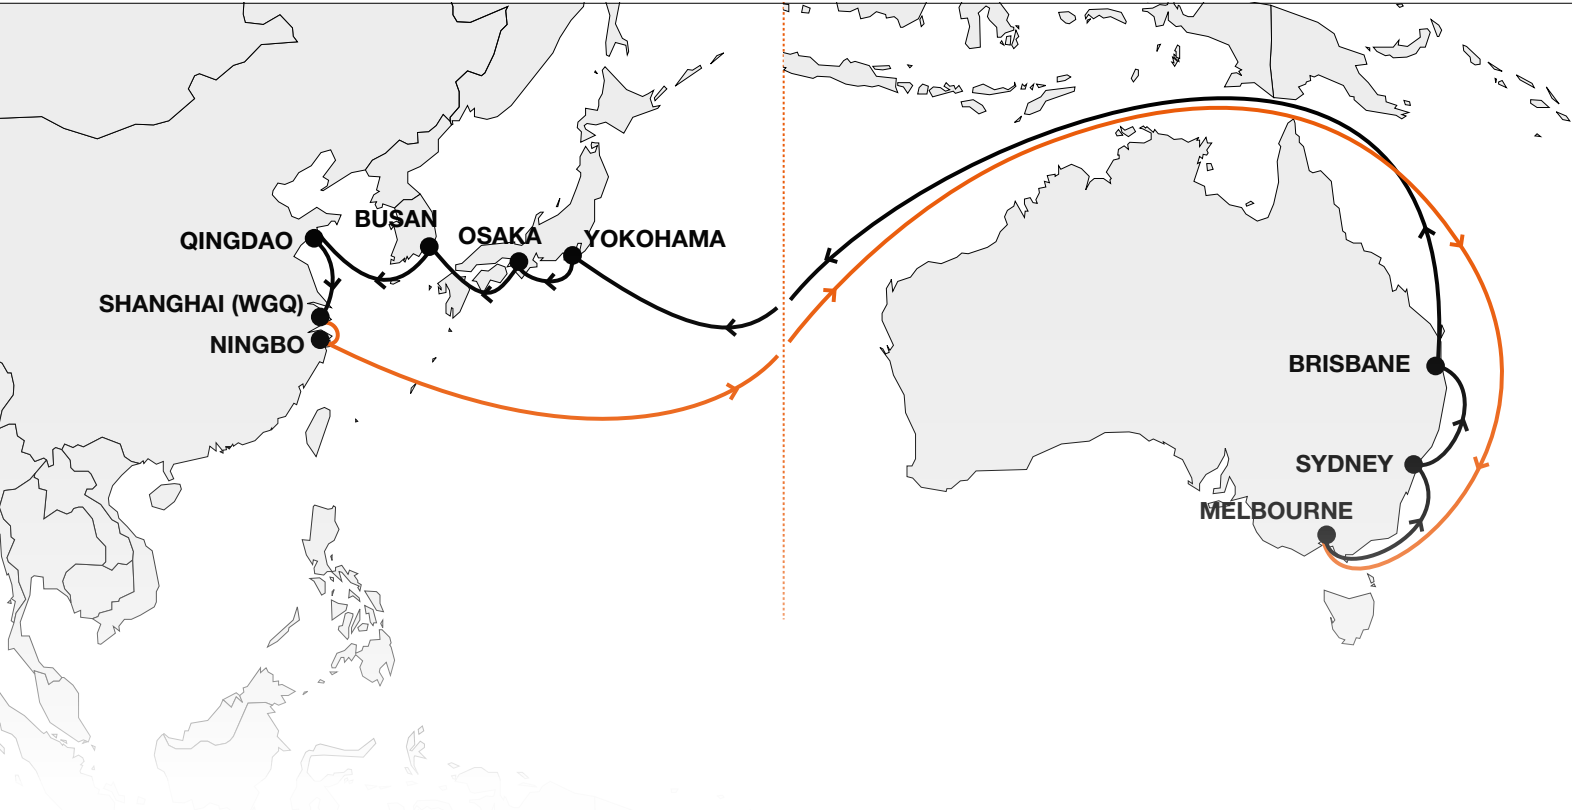 BUSAN
OSAKA
YOKOHAMA
QINGDAO
SHANGHAI (WGQ)
NINGBO
BRISBANE
SYDNEY
MELBOURNE